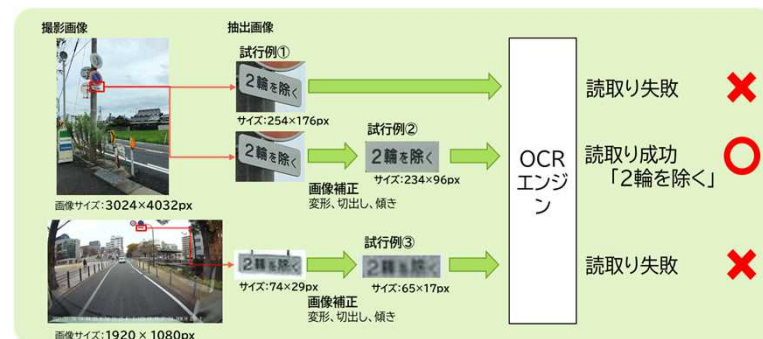 撮影画像
抽出画像
試行例①
2輪を除く
サイズ:254×176px
読取り失敗
試行例②
2輪を除く
2輪を除く
サイズ:234×96px
画像補正
変形、切出し、傾き
画像サイズ:3024×4032px
OCR
エンジ
ン
読取り成功
「2輪を除く」
試行例③
2輪を除く
サイズ:74×29px
サイズ:65×17px
画像補正
変形、切出し、傾き
読取り失敗
画像サイズ:1920 × 1080px